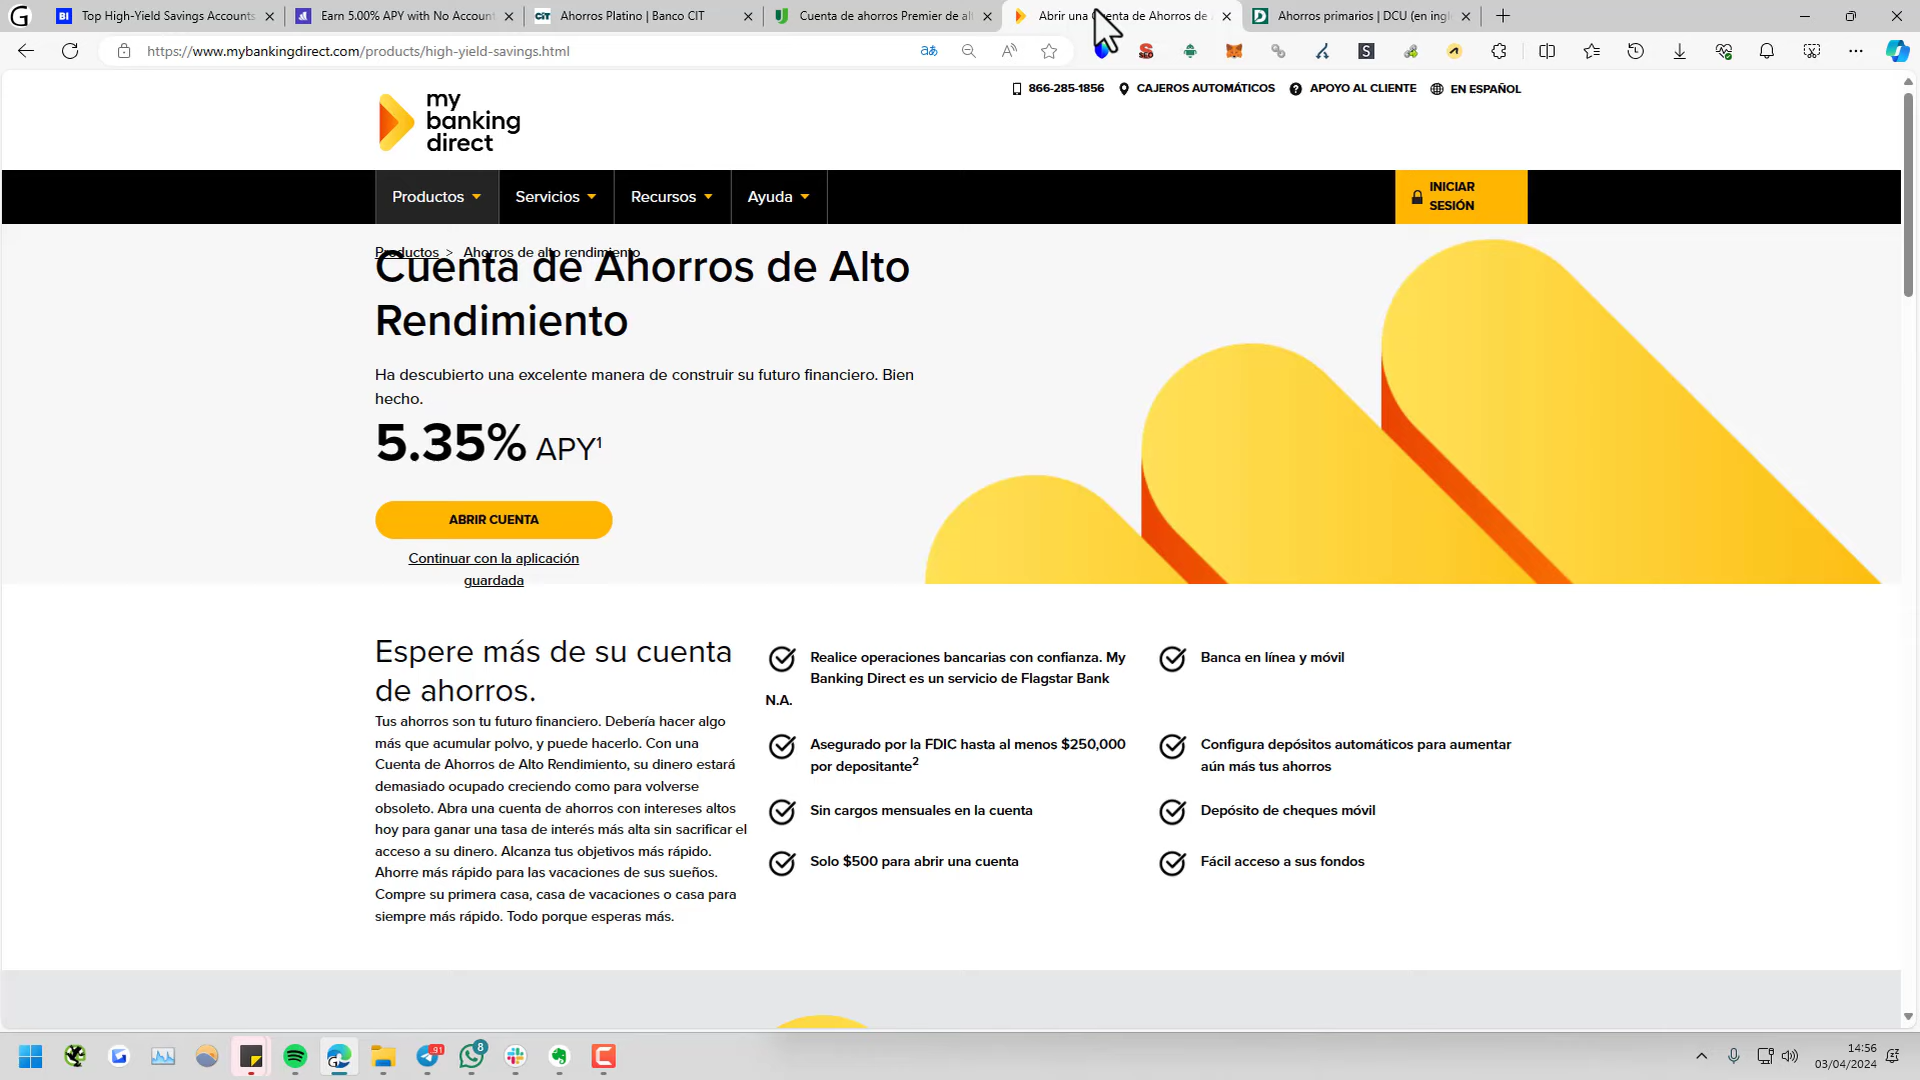 Top High-Yield Savings Accounts
Earn 5.00% APY with No Account
Ahorros Platino | Banco CIT
Cuenta de ahorros Premier de al
Abrir una Cuenta de Ahorros de
Ahorros primarios | DCU (en ingl
https://www.mybankingdirect.com/products/high-yield-savings.html
866-285-1856
CAJEROS AUTOMÁTICOS
APOYO AL CLIENTE
EN ESPAÑOL
my
banking
direct
Productos
Servicios
Recursos
Ayuda
INICIAR
SESIÓN
Productos > Ahorros de alto rendimiento
Cuenta de Ahorros de Alto
Rendimiento
Ha descubierto una excelente manera de construir su futuro financiero. Bien
hecho.
5.35% APY¹
ABRIR CUENTA
Continuar con la aplicación
guardada
Espere más de su cuenta
de ahorros.
Tus ahorros son tu futuro financiero. Debería hacer algo
más que acumular polvo, y puede hacerlo. Con una
Cuenta de Ahorros de Alto Rendimiento, su dinero estará
demasiado ocupado creciendo como para volverse
obsoleto. Abra una cuenta de ahorros con intereses altos
hoy para ganar una tasa de interés más alta sin sacrificar el
acceso a su dinero. Alcanza tus objetivos más rápido.
Ahorre más rápido para las vacaciones de sus sueños.
Compre su primera casa, casa de vacaciones o casa para
siempre más rápido. Todo porque esperas más.
Realice operaciones bancarias con confianza. My
Banking Direct es un servicio de Flagstar Bank
N.A.
Asegurado por la FDIC hasta al menos $250,000
por depositante²
Sin cargos mensuales en la cuenta
Solo $500 para abrir una cuenta
Banca en línea y móvil
Configura depósitos automáticos para aumentar
aún más tus ahorros
Depósito de cheques móvil
Fácil acceso a sus fondos
91
8
14:56
03/04/2024